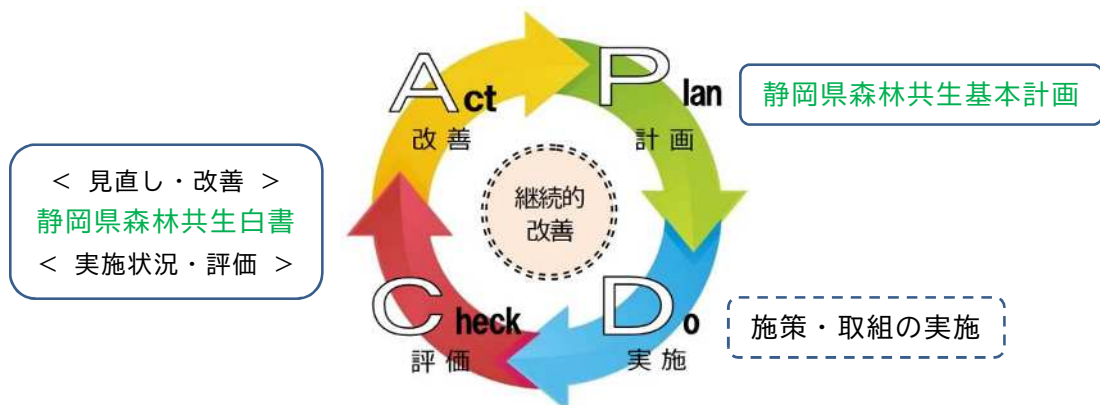 Act
改善
Plan
計画
静岡県森林共生基本計画
< 見直し・改善 >
静岡県森林共生白書
< 実施状況・評価 >
継続的
改善
Check
評価
Do
実施
施策・取組の実施